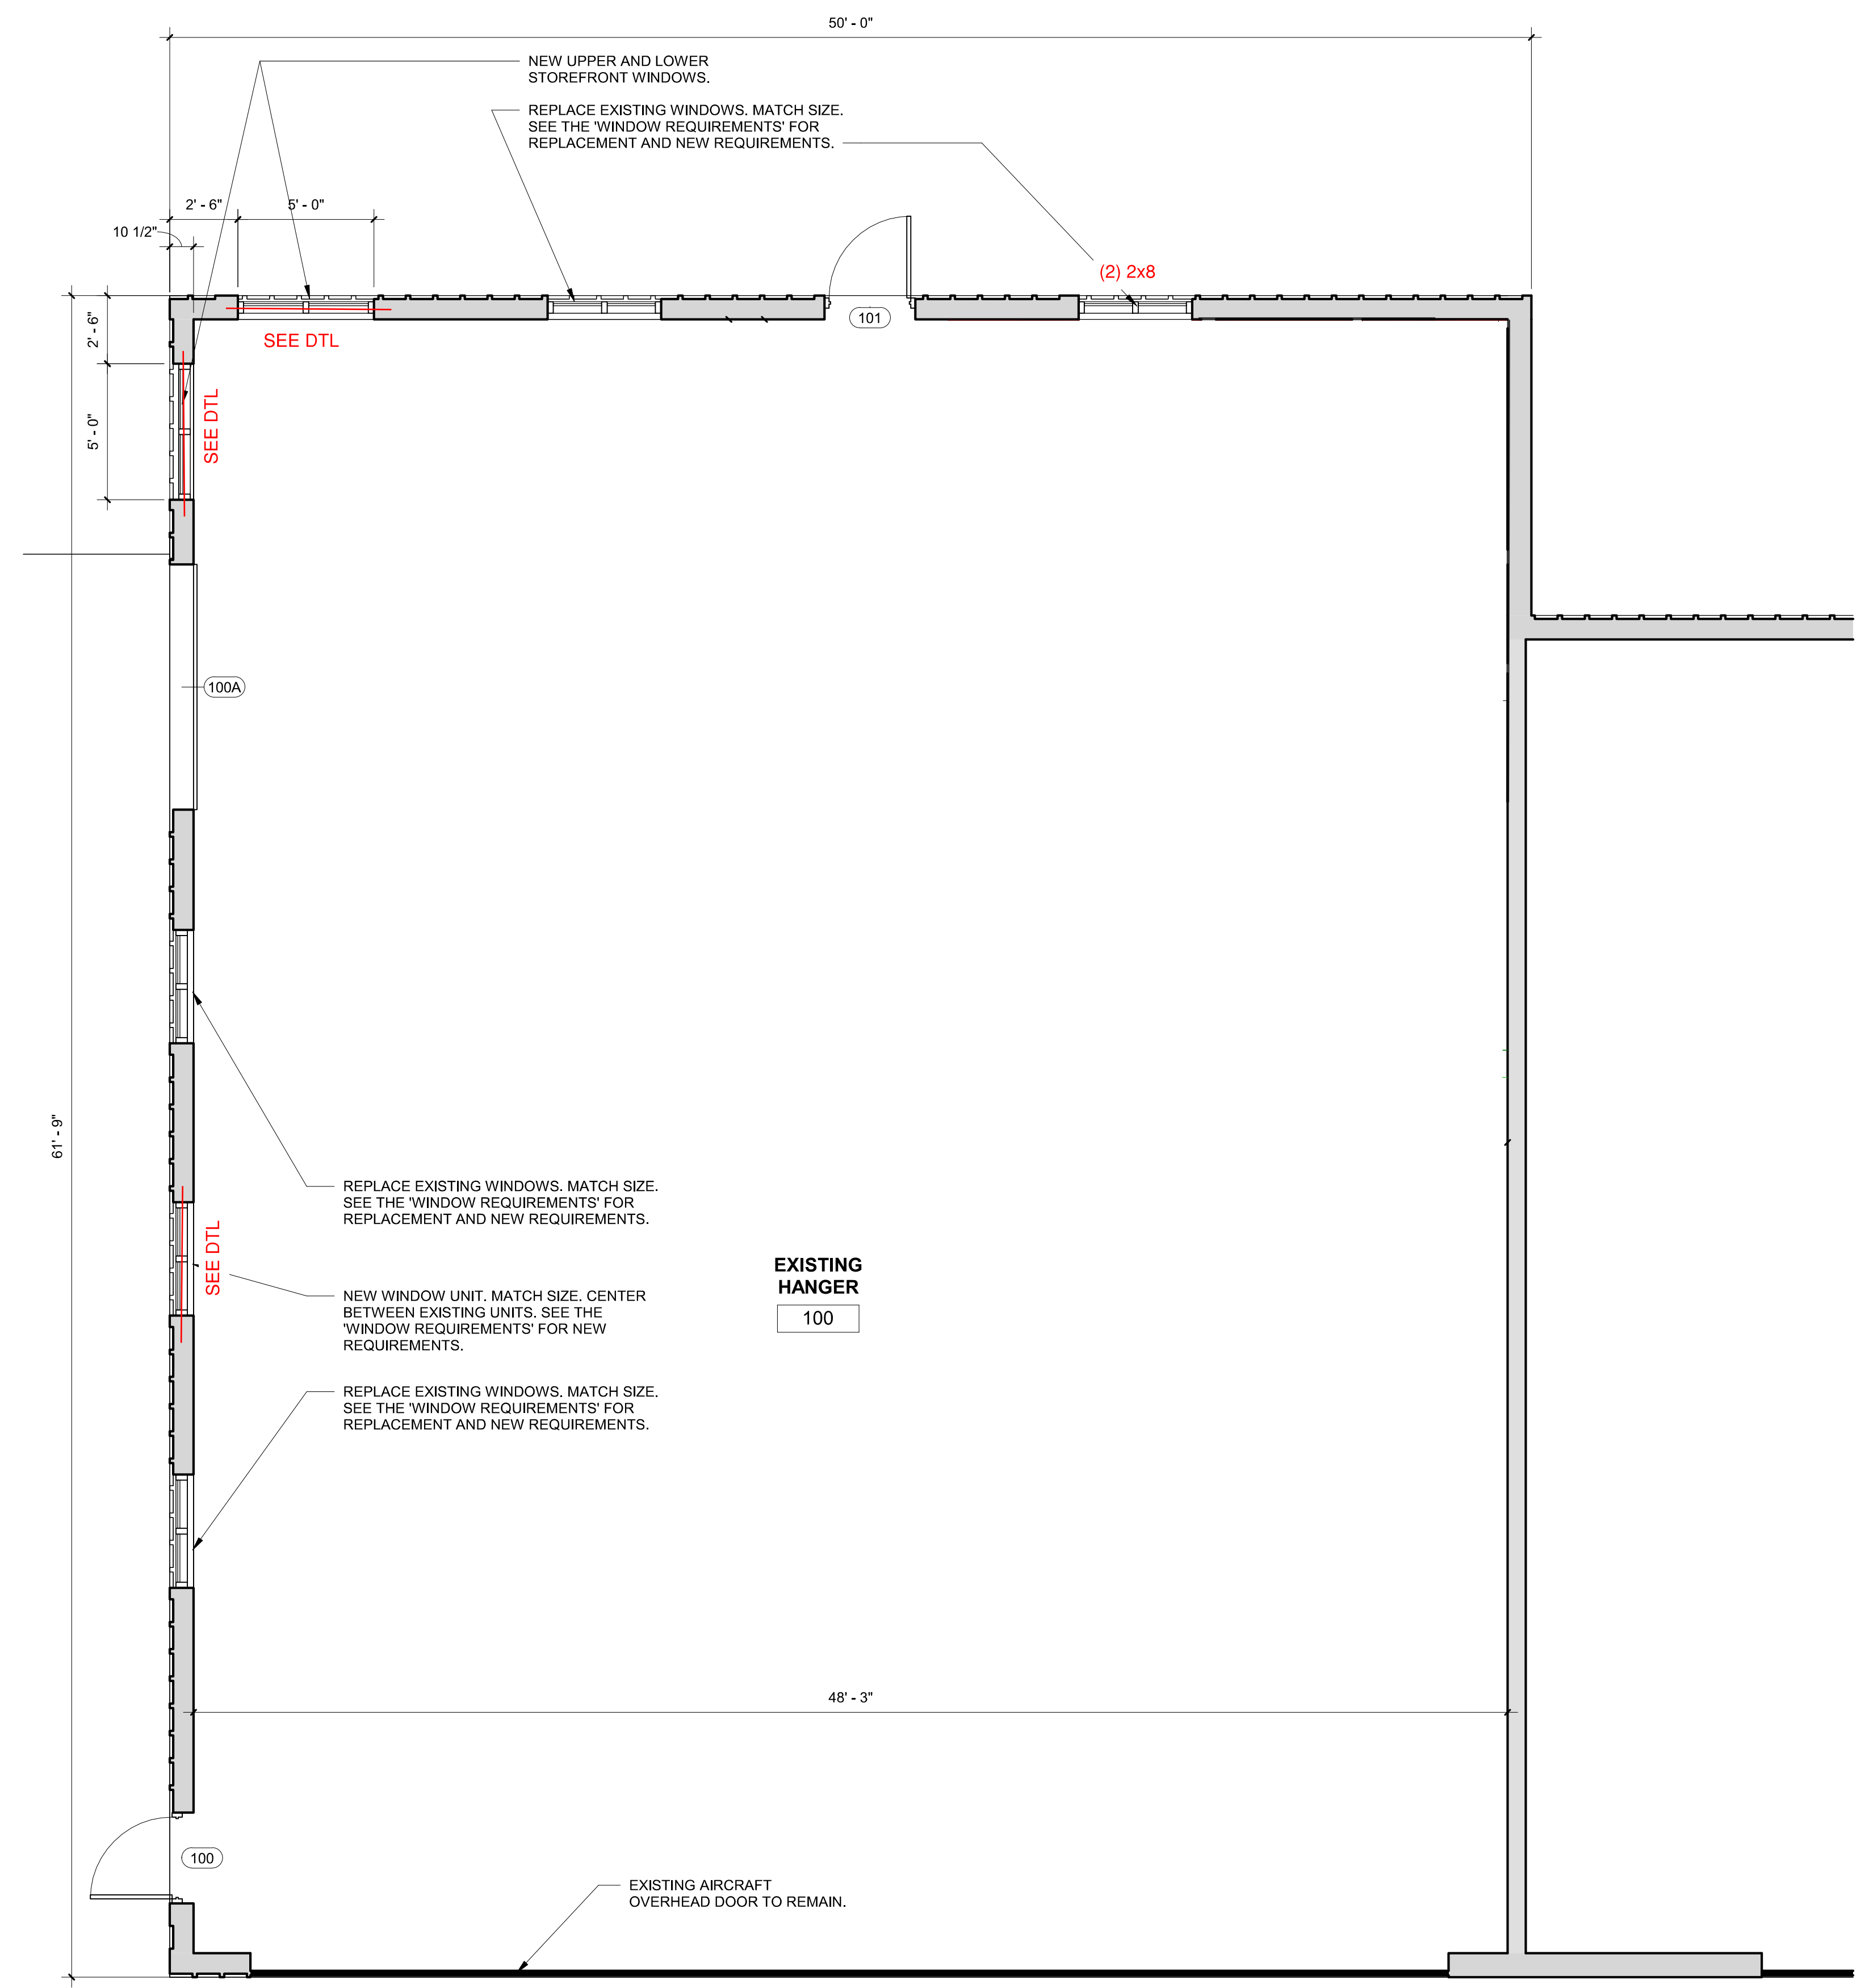 50' - 0"
NEW UPPER AND LOWER
STOREFRONT WINDOWS.
REPLACE EXISTING WINDOWS. MATCH SIZE.
SEE THE 'WINDOW REQUIREMENTS' FOR
REPLACEMENT AND NEW REQUIREMENTS.
2' - 6"
5' - 0"
10 1/2"
(2) 2x8
101
2' - 6"
SEE DTL
5' - 0"
SEE DTL
100A
61' - 9"
REPLACE EXISTING WINDOWS. MATCH SIZE.
SEE THE 'WINDOW REQUIREMENTS' FOR
REPLACEMENT AND NEW REQUIREMENTS.
SEE DTL
EXISTING
HANGER
100
NEW WINDOW UNIT. MATCH SIZE. CENTER
BETWEEN EXISTING UNITS. SEE THE
'WINDOW REQUIREMENTS' FOR NEW
REQUIREMENTS.
REPLACE EXISTING WINDOWS. MATCH SIZE.
SEE THE 'WINDOW REQUIREMENTS' FOR
REPLACEMENT AND NEW REQUIREMENTS.
48' - 3"
100
EXISTING AIRCRAFT
OVERHEAD DOOR TO REMAIN.